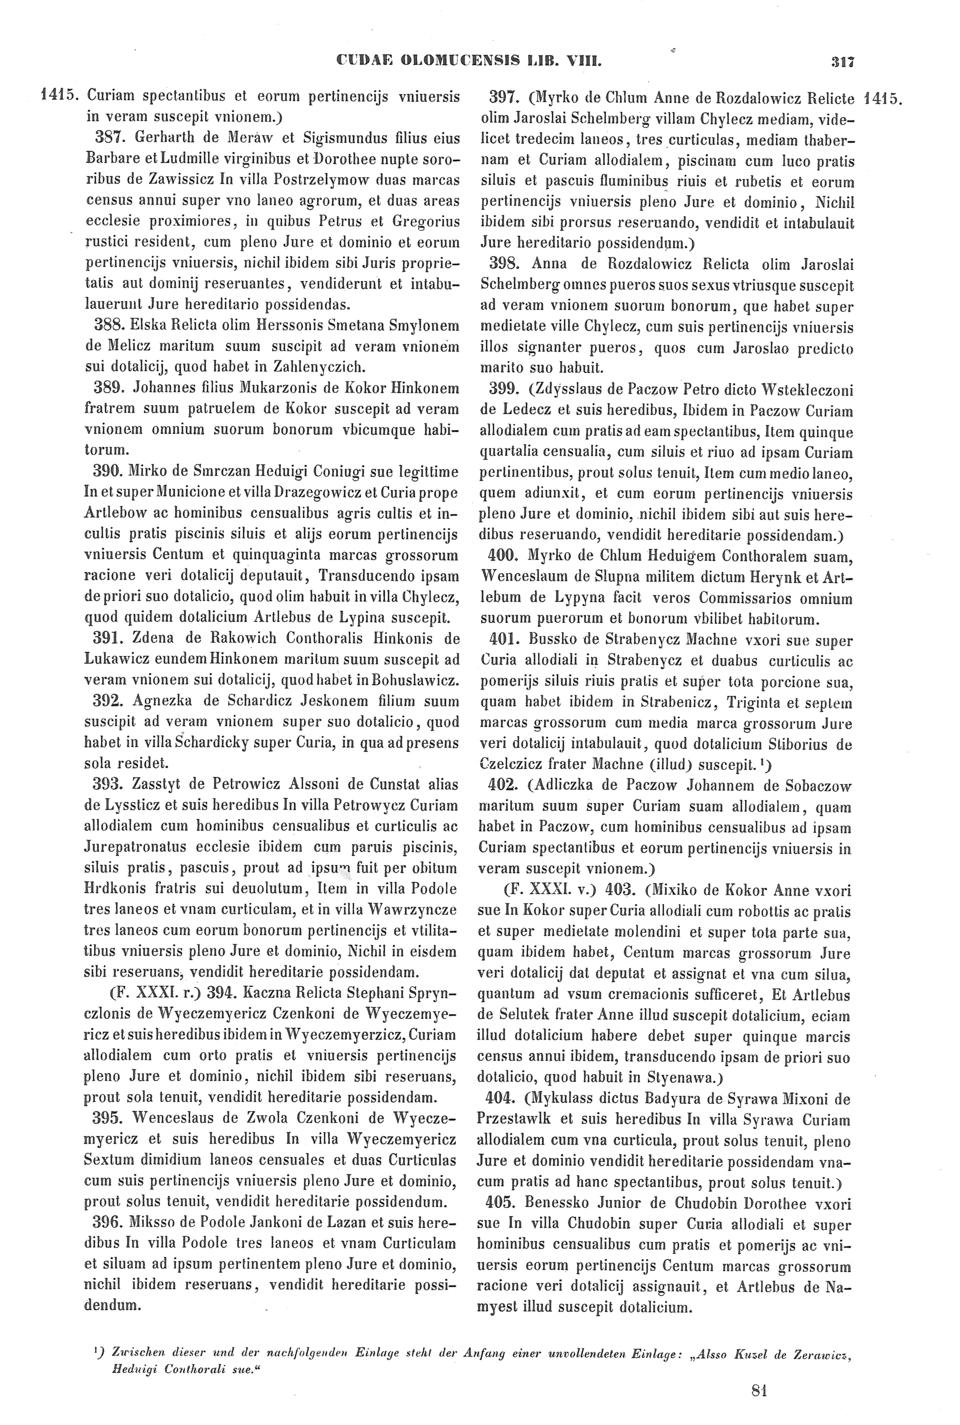 CUDAE OLOMUCENSIS LIB. VIII. 317
1415. Curiam spectantibus et eorum pertinencijs vniuersis
in veram suscepit vnionem.)
387. Gerharth de Meraw et Sigismundus filius eius
Barbare et Ludmille virginibus et Dorothee nupte soro-
ribus de Zawissicz In villa Postrzelymow duas marcas
census annui super vno laneo agrorum, et duas areas
ecclesie proximiores, in quibus Petrus et Gregorius
rustici resident, cum pleno Jure et dominio et eorum
pertinencijs vniuersis, nichil ibidem sibi Juris proprie-
tatis aut dominij reseruantes, vendiderunt et intabu-
lauerunt Jure hereditario possidendas.
388. Elska Relicta olim Herssonis Smetana Smylonem
de Melicz maritum suum suscipit ad veram vnionem
sui dotalicij, quod habet in Zahlenyczich.
389. Johannes filius Mukarzonis de Kokor Hinkonem
fratrem suum patruelem de Kokor suscepit ad veram
vnionem omnium suorum bonorum vbicumque habi-
torum.
390. Mirko de Smrczan Heduigi Coniugi sue legittime
In et super Municione et villa Drazegowicz et Curia prope
Artlebow ac hominibus censualibus agris cultis et in-
cultis pratis piscinis siluis et alijs eorum pertinencijs
vniuersis Centum et quinquaginta marcas grossorum
racione veri dotalicij deputauit, Transducendo ipsam
de priori suo dotalicio, quod olim habuit in villa Chylecz,
quod quidem dotalicium Artlebus de Lypina suscepit.
391. Zdena de Rakowich Conthoralis Hinkonis de
Lukawicz eundem Hinkonem maritum suum suscepit ad
veram vnionem sui dotalicij, quod habet in Bohuslawicz.
392. Agnezka de Schardicz Jeskonem filium suum
suscipit ad veram vnionem super suo dotalicio, quod
habet in villa Schardicky super Curia, in qua ad presens
sola residet.
393. Zasstyt de Petrowicz Alssoni de Cunstat alias
de Lyssticz et suis heredibus In villa Petrowycz Curiam
allodialem cum hominibus censualibus et curticulis ac
Jurepatronatus ecclesie ibidem cum paruis piscinis,
siluis pratis, pascuis, prout ad ipsum fuit per obitum
Hrdkonis fratris sui deuolutum, Item in villa Podole
tres laneos et vnam curticulam, et in villa Wawrzyncze
tres laneos cum eorum bonorum pertinencijs et vtilita-
tibus vniuersis pleno Jure et dominio, Nichil in eisdem
sibi reseruans, vendidit hereditarie possidendam.
(F. XXXI. r.) 394. Kaczna Relicta Stephani Spryn-
czlonis de Wyeczemyericz Czenkoni de Wyeczemye-
ricz et suis heredibus ibidem in Wyeczemyerzicz, Curiam
allodialem cum orto pratis et vniuersis pertinencijs
pleno Jure et dominio, nichil ibidem sibi reseruans,
prout sola tenuit, vendidit hereditarie possidendam.
395. Wenceslaus de Zwola Czenkoni de Wyecze-
myericz et suis heredibus In villa Wyeczemyericz
Sextum dimidium laneos censuales et duas Curticulas
cum suis pertinencijs vniuersis pleno Jure et dominio,
prout solus tenuit, vendidit hereditarie possidendum.
396. Miksso de Podole Jankoni de Lazan et suis here-
dibus In villa Podole tres laneos et vnam Curticulam
et siluam ad ipsum pertinentem pleno Jure et dominio,
nichil ibidem reseruans, vendidit hereditarie possi-
dendum.
397. (Myrko de Chlum Anne de Rozdalowicz Relicte 1415.
olim Jaroslai Schelmberg villam Chylecz mediam, vide-
licet tredecim laneos, tres curticulas, mediam thaber-
nam et Curiam allodialem, piscinam cum luco pratis
siluis et pascuis fluminibus riuis et rubetis et eorum
pertinencijs vniuersis pleno Jure et dominio, Nichil
ibidem sibi prorsus reseruando, vendidit et intabulauit
Jure hereditario possidendum.)
398. Anna de Rozdalowicz Relicta olim Jaroslai
Schelmberg omnes pueros suos sexus vtriusque suscepit
ad veram vnionem suorum bonorum, que habet super
medietate ville Chylecz, cum suis pertinencijs vniuersis
illos signanter pueros, quos cum Jaroslao predicto
marito suo habuit.
399. (Zdysslaus de Paczow Petro dicto Wstekleczoni
de Ledecz et suis heredibus, Ibidem in Paczow Curiam
allodialem cum pratis ad eam spectantibus, Item quinque
quartalia censualia, cum siluis et riuo ad ipsam Curiam
pertinentibus, prout solus tenuit, Item cum medio laneo,
quem adiunxit, et cum eorum pertinencijs vniuersis
pleno Jure et dominio, nichil ibidem sibi aut suis here-
dibus reseruando, vendidit hereditarie possidendam.)
400. Myrko de Chlum Heduigem Conthoralem suam,
Wenceslaum de Slupna militem dictum Herynk et Art-
lebum de Lypyna facit veros Commissarios omnium
suorum puerorum et bonorum vbilibet habitorum.
401. Bussko de Strabenycz Machne vxori sue super
Curia allodiali in Strabenycz et duabus curticulis ac
pomerijs siluis riuis pratis et super tota porcione sua,
quam habet ibidem in Strabenicz, Triginta et septem
marcas grossorum cum media marca grossorum Jure
veri dotalicij intabulauit, quod dotalicium Stiborius de
Czelczicz frater Machne (illud) suscepit. ¹)
402. (Adliczka de Paczow Johannem de Sobaczow
maritum suum super Curiam suam allodialem, quam
habet in Paczow, cum hominibus censualibus ad ipsam
Curiam spectantibus et eorum pertinencijs vniuersis in
veram suscepit vnionem.)
(F. XXXI. v.) 403. (Mixiko de Kokor Anne vxori
sue In Kokor super Curia allodiali cum robottis ac pratis
et super medietate molendini et super tota parte sua,
quam ibidem habet, Centum marcas grossorum Jure
veri dotalicij dat deputat et assignat et vna cum silua,
quantum ad vsum cremacionis sufficeret, Et Artlebus
de Selutek frater Anne illud suscepit dotalicium, eciam
illud dotalicium habere debet super quinque marcis
census annui ibidem, transducendo ipsam de priori suo
dotalicio, quod habuit in Styenawa.)
404. (Mykulass dictus Badyura de Syrawa Mixoni de
Przestawlk et suis heredibus In villa Syrawa Curiam
allodialem cum vna curticula, prout solus tenuit, pleno
Jure et dominio vendidit hereditarie possidendam vna-
cum pratis ad hanc spectantibus, prout solus tenuit.)
405. Benessko Junior de Chudobin Dorothee vxori
sue In villa Chudobin super Curia allodiali et super
hominibus censualibus cum pratis et pomerijs ac vni-
uersis eorum pertinencijs Centum marcas grossorum
racione veri dotalicij assignauit, et Artlebus de Na-
myest illud suscepit dotalicium.
¹) Zwischen dieser und der nachfolgenden Einlage steht der Anfang einer unvollendeten Einlage: „Alsso Kuzel de Zerawicz,
Heduigi Conthorali sue.“
81